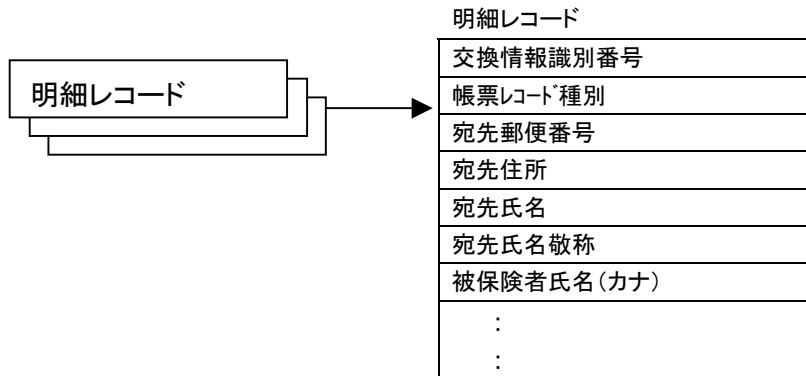 明細レコード
明細レコード
交換情報識別番号
帳票ﾚｺｰﾄﾞ種別
宛先郵便番号
宛先住所
宛先氏名
宛先氏名敬称
被保険者氏名(カナ)
:
: